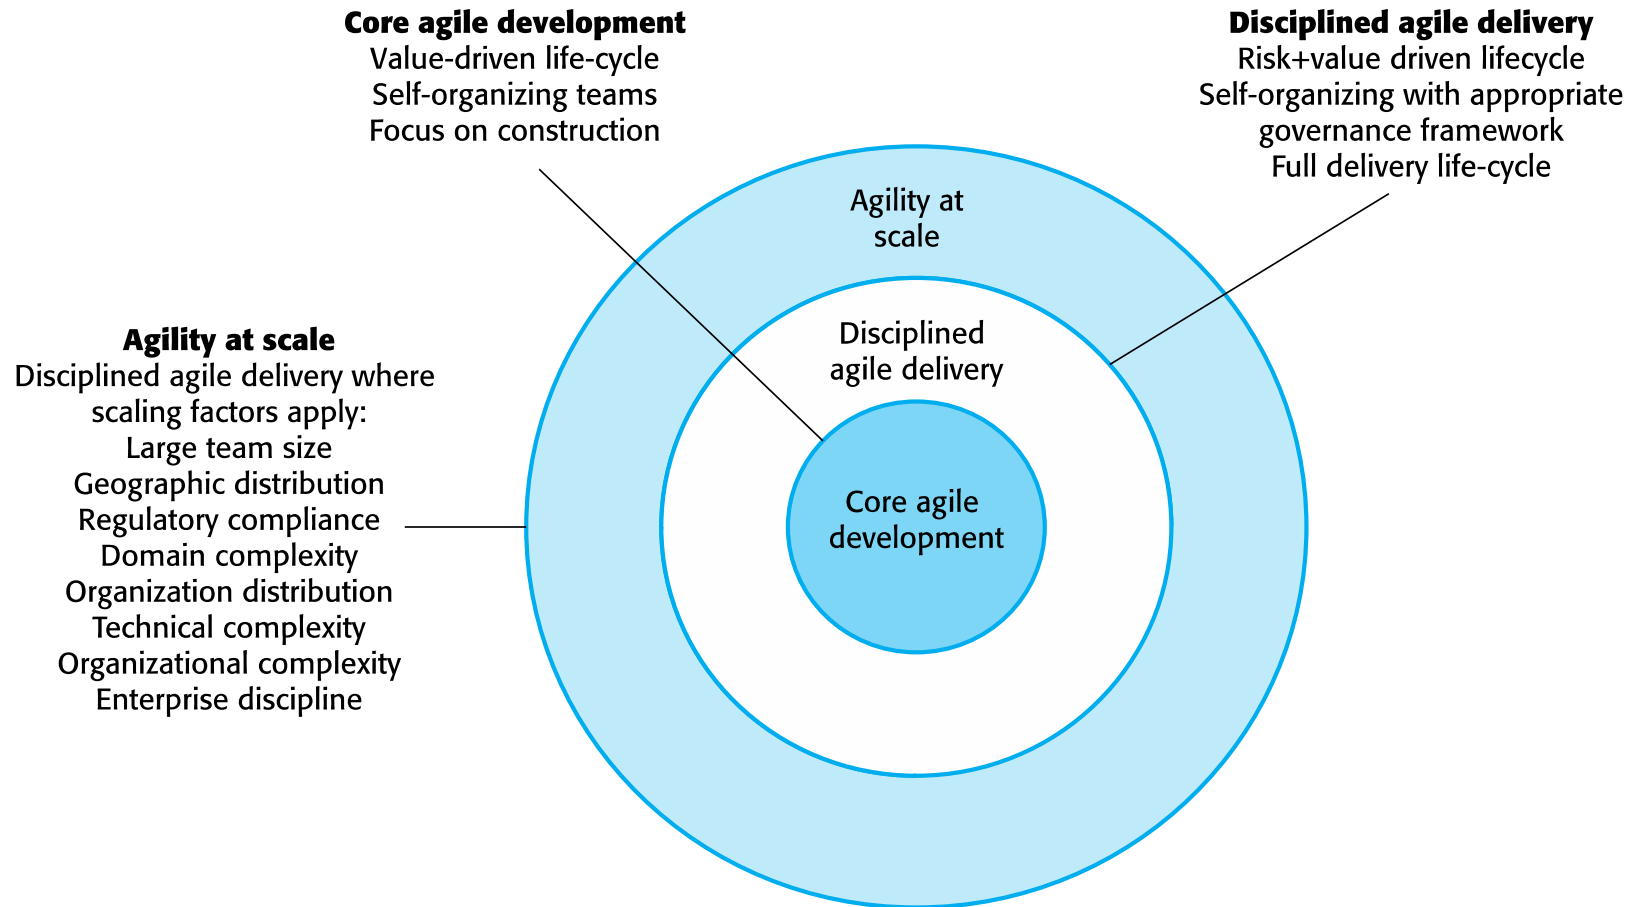 Core agile development
Value-driven life-cycle
Self-organizing teams
Focus on construction
Disciplined agile delivery
Risk+value driven lifecycle
Self-organizing with appropriate
governance framework
Full delivery life-cycle
Agility at
scale
Disciplined
agile delivery
Core agile
development
Agility at scale
Disciplined agile delivery where
scaling factors apply:
Large team size
Geographic distribution
Regulatory compliance
Domain complexity
Organization distribution
Technical complexity
Organizational complexity
Enterprise discipline